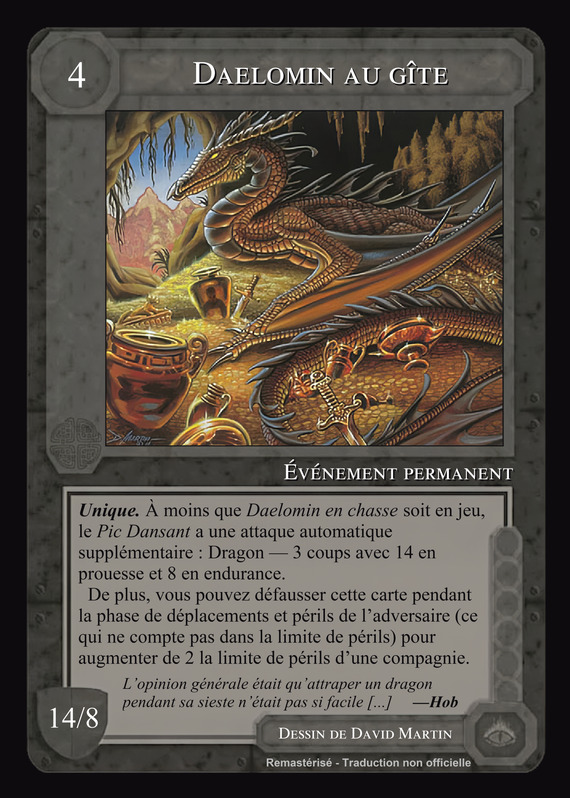 4
DAELOMIN AU GÎTE
ÉVÉNEMENT PERMANENT
Unique. À moins que Daelomin en chasse soit en jeu,
le Pic Dansant a une attaque automatique
supplémentaire : Dragon — 3 coups avec 14 en
prouesse et 8 en endurance.
De plus, vous pouvez défausser cette carte pendant
la phase de déplacements et périls de l’adversaire (ce
qui ne compte pas dans la limite de périls) pour
augmenter de 2 la limite de périls d’une compagnie.
L’opinion générale était qu’attraper un dragon
pendant sa sieste n’était pas si facile [...] —Hob
14/8
DESSIN DE DAVID MARTIN
Remastérisé - Traduction non officielle